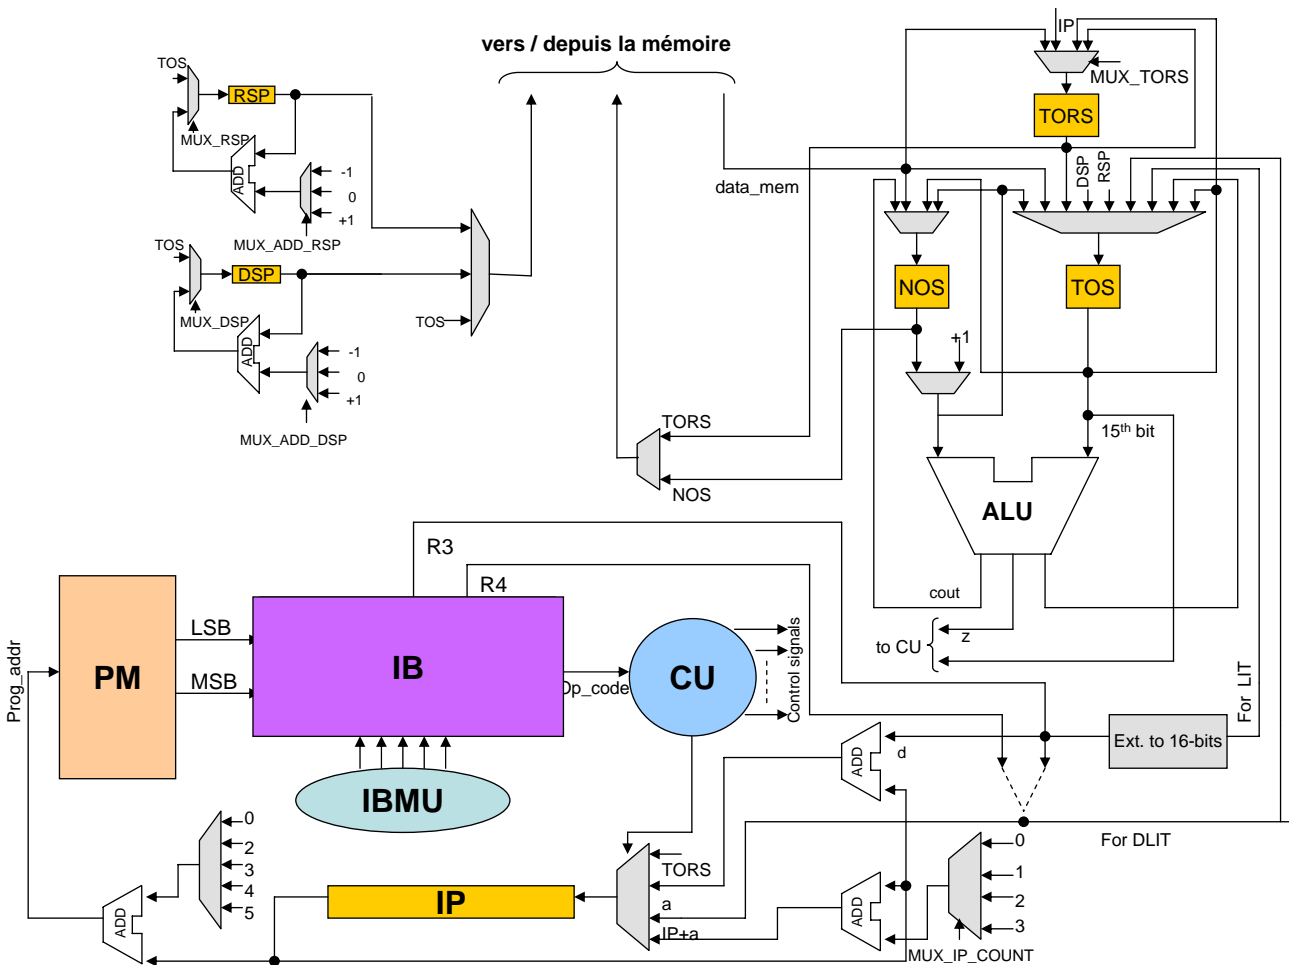 IP
vers / depuis la mémoire
TOS
RSP
MUX_TORS
TORS
MUX_RSP
ADD
-1
0
+1
data_mem
DSP
RSP
MUX_ADD_RSP
TOS
DSP
NOS
TOS
MUX_DSP
TOS
+1
ADD
-1
0
+1
MUX_ADD_DSP
TORS
15th bit
NOS
ALU
R3
R4
cout
LSB
z
to CU
PM
IB
CU
Control signals
MSB
Op_code
Prog_addr
For LIT
Ext. to 16-bits
d
ADD
IBMU
0
2
3
4
5
For DLIT
TORS
0
1
2
3
a
IP
ADD
IP+a
ADD
MUX_IP_COUNT